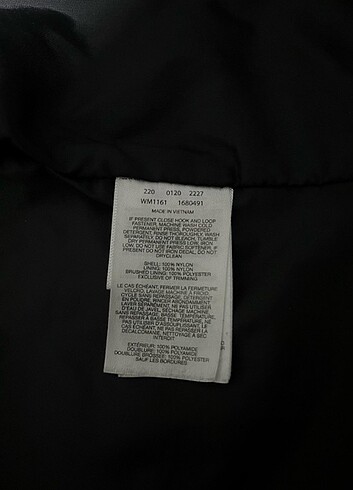 220 0120 2227
WM1161 1680491
MADE IN VIETNAM
IF PRESENT CLOSE HOOK AND LOOP
FASTENER, MACHINE WASH COLD
PERMANENT PRESS, POWDERED
DETERGENT, RINSE THOROUGHLY, WASH
SEPARATELY, DO NOT BLEACH, TUMBLE
DRY PERMANENT PRESS LOW, IRON
LOW, DO NOT USE FABRIC SOFTENER, IF
PRESENT DO NOT IRON DECAL, DO NOT
DRYCLEAN
SHELL: 100% NYLON
LINING: 100% NYLON
BRUSHED LINING: 100% POLYESTER
EXCLUSIVE OF TRIMMING
LE CAS ÉCHÉANT, FERMER LA FERMETURE
VELCRO, LAVAGE MACHINE À FROID,
CYCLE SANS REPASSAGE, DÉTERGENT
EN POUDRE, RINCER ABONDAMMENT,
LAVER SÉPARÉMENT, NE PAS UTILISER
D'EAU DE JAVEL, SÉCHAGE MACHINE
SANS REPASSAGE, BASSE TEMPÉRATURE,
REPASSER À BASSE TEMPÉRATURE, NE
PAS UTILISER D'ASSOUPLISSANT, LE
CAS ÉCHÉANT NE PAS REPASSER LA
DÉCALCOMANIE, NETTOYAGE À SEC
INTERDIT
EXTÉRIEUR: 100% POLYAMIDE
DOUBLURE: 100% POLYAMIDE
DOUBLURE BROSSÉE: 100% POLYESTER
SAUF LES BORDURES